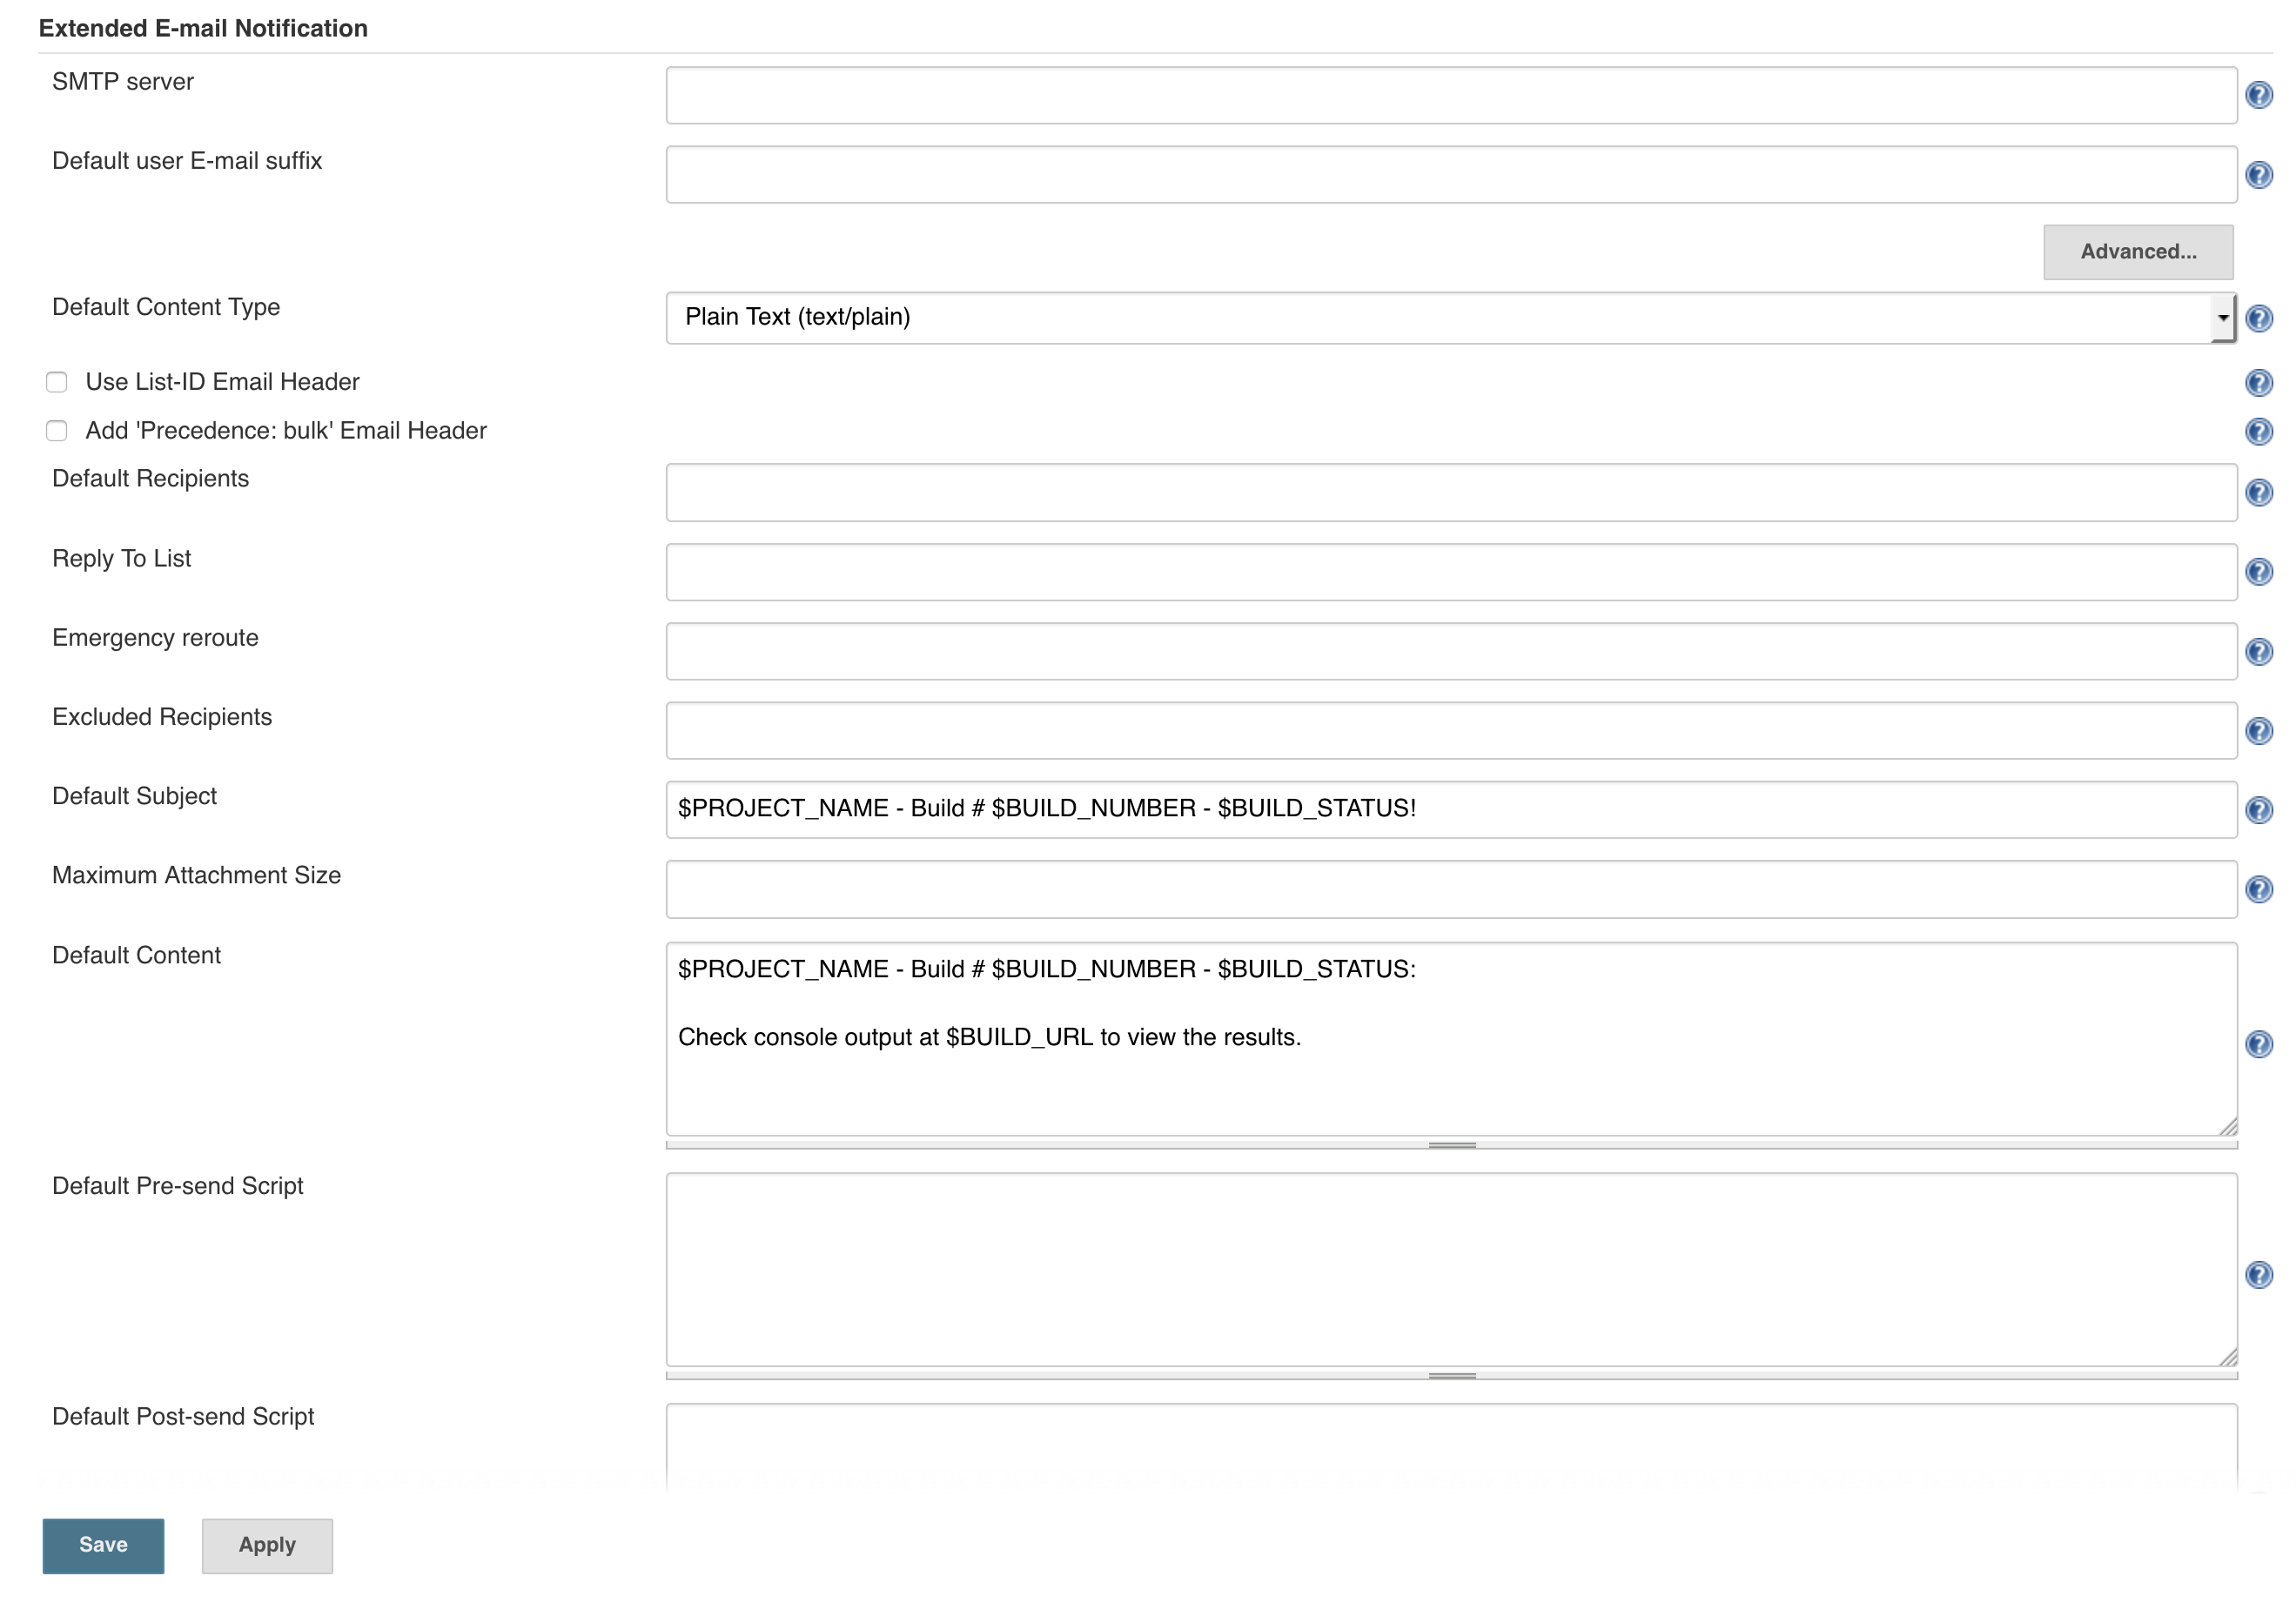 Extended E-mail Notification
SMTP server
Default user E-mail suffix
Advanced...
Default Content Type
Plain Text (text/plain)
Use List-ID Email Header
Add 'Precedence: bulk' Email Header
Default Recipients
Reply To List
Emergency reroute
Excluded Recipients
Default Subject
$PROJECT_NAME - Build # $BUILD_NUMBER - $BUILD_STATUS!
Maximum Attachment Size
Default Content
$PROJECT_NAME - Build # $BUILD_NUMBER - $BUILD_STATUS:
Check console output at $BUILD_URL to view the results.
Default Pre-send Script
Default Post-send Script
Save
Apply